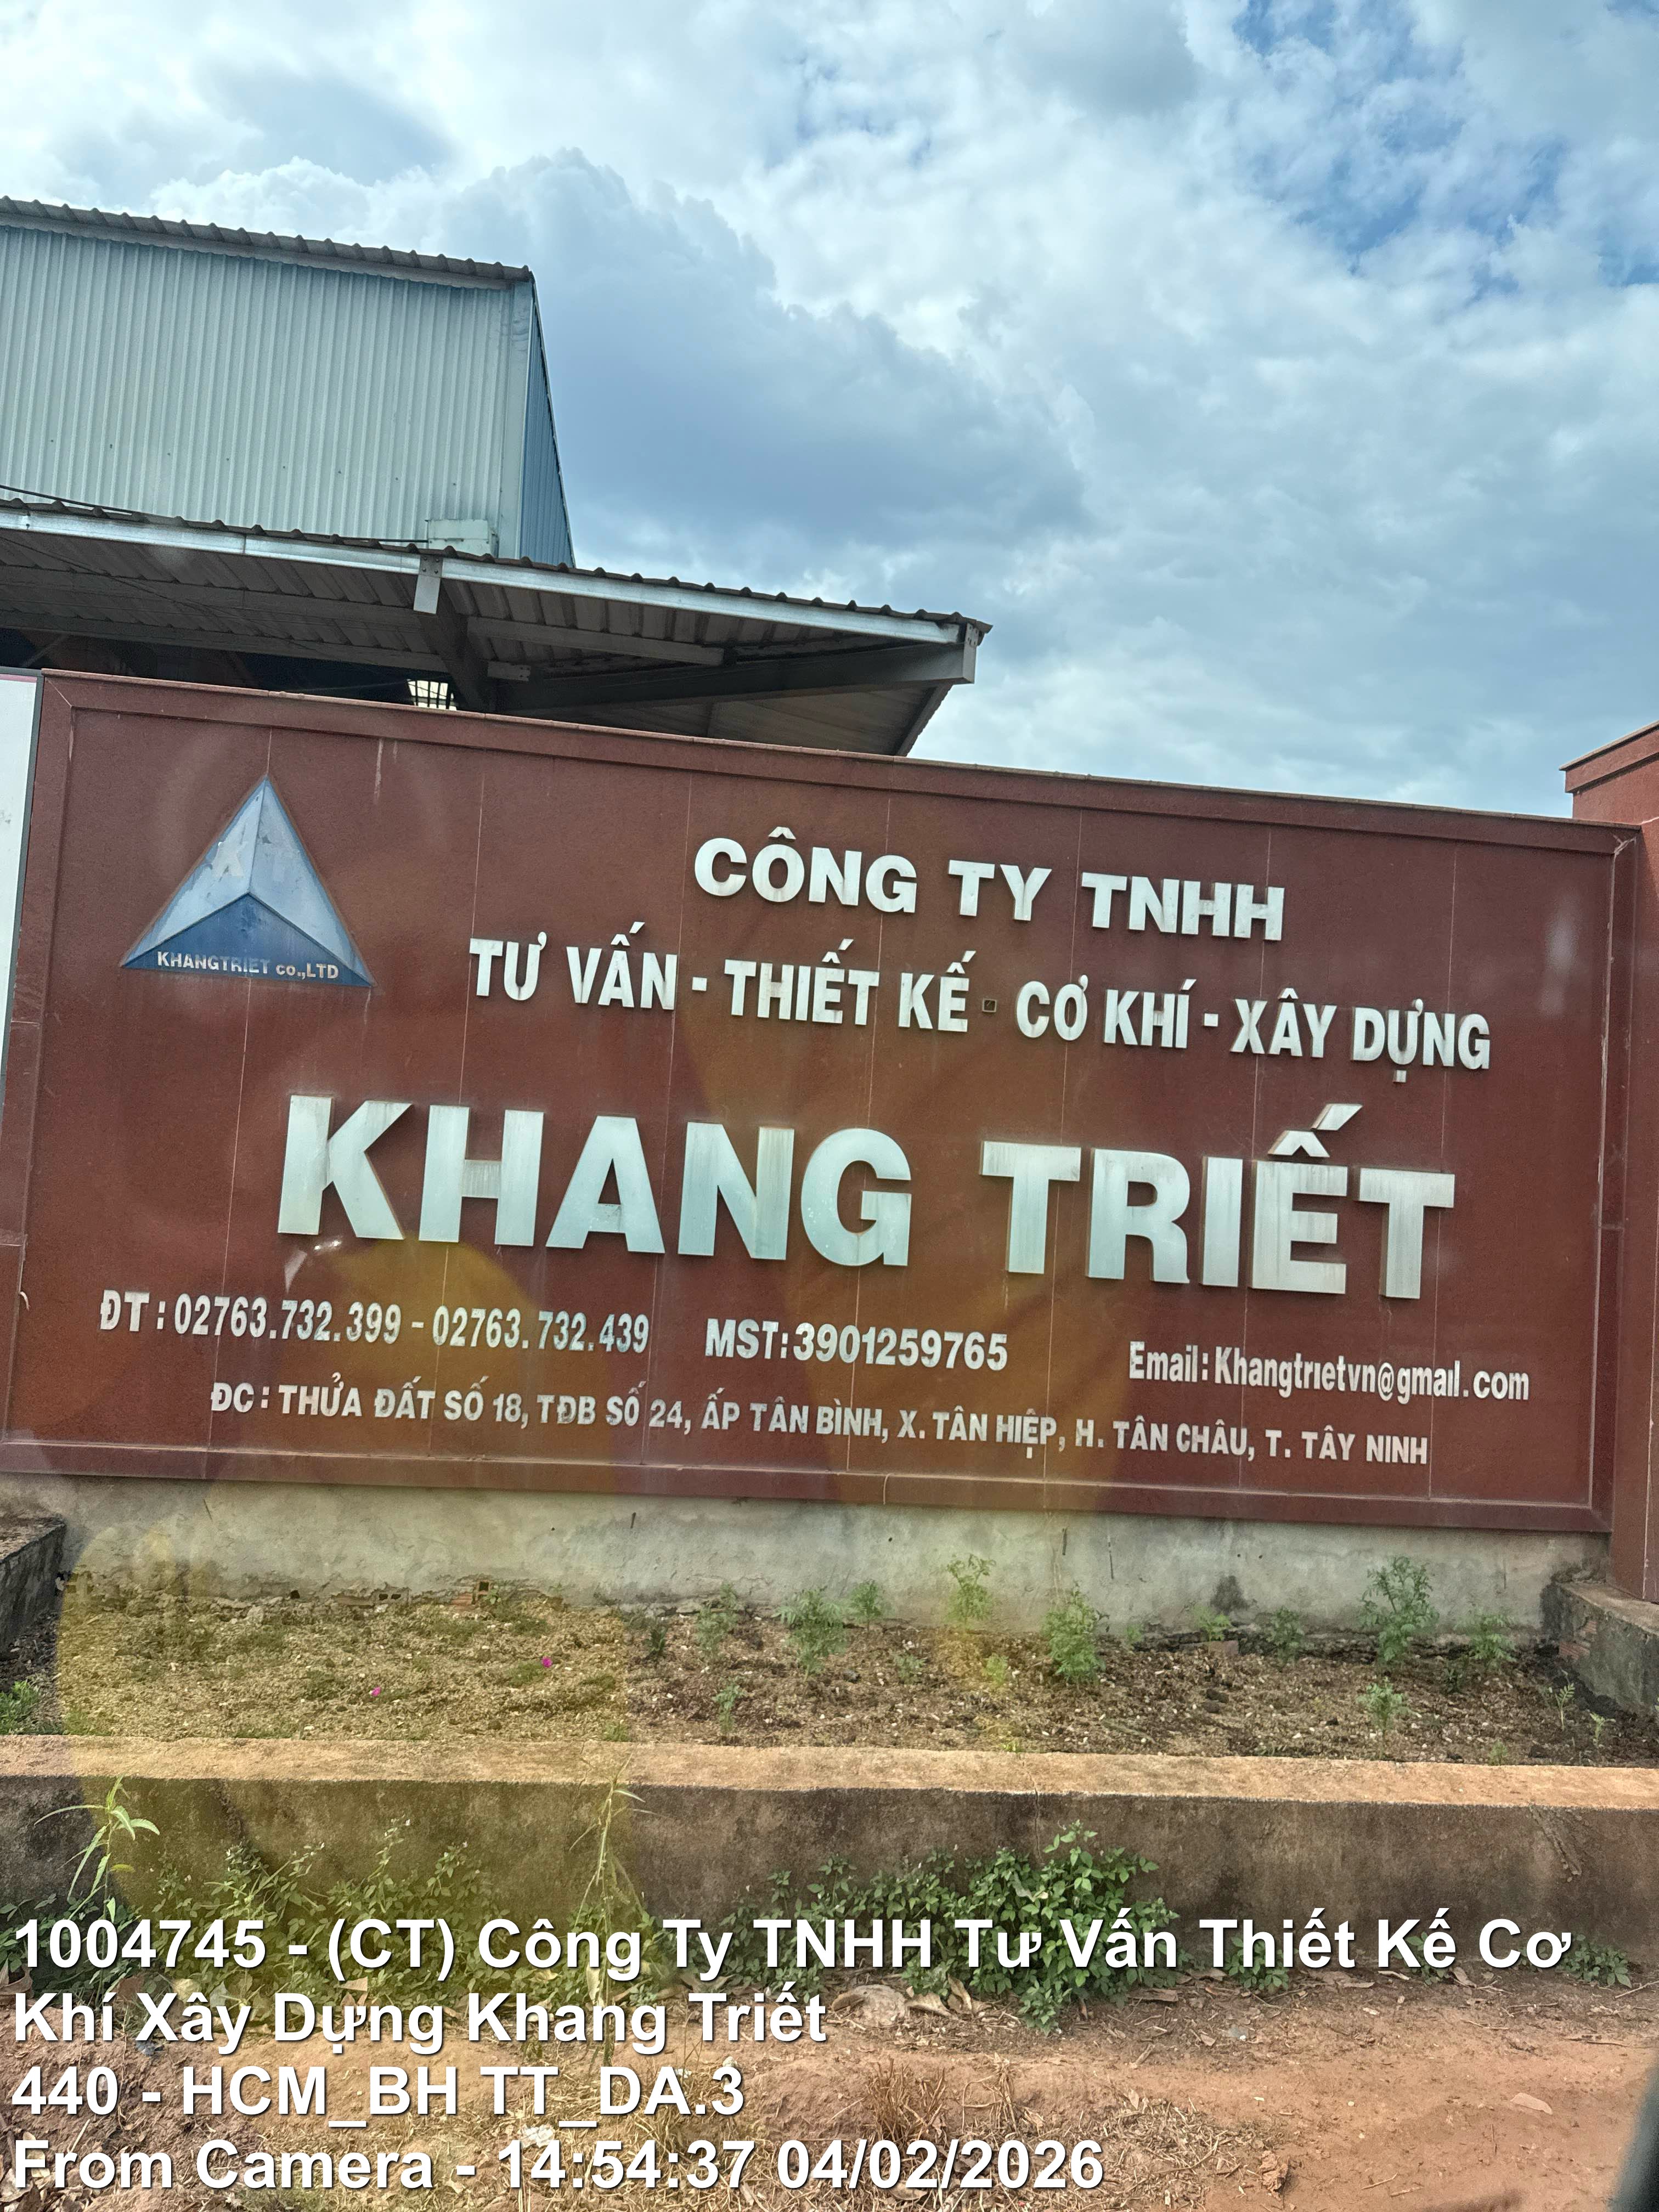 CÔNG TY TNHH
TƯ VẤN - THIẾT KẾ - CƠ KHÍ - XÂY DỰNG
KHANGTRIET CO.,LTD
KHANG TRIẾT
ĐT : 02763.732.399 - 02763.732.439 MST: 3901259765 Email: Khangtrietvn@gmail.com
ĐC : THỬA ĐẤT SỐ 18, TĐB SỐ 24, ẤP TÂN BÌNH, X. TÂN HIỆP, H. TÂN CHÂU, T. TÂY NINH
1004745 - (CT) Công Ty TNHH Tư Vấn Thiết Kế Cơ
Khí Xây Dựng Khang Triết
440 - HCM_BH TT_DA.3
From Camera - 14:54:37 04/02/2026